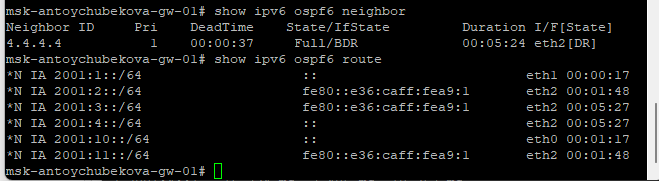 msk-antoychubekova-gw-01# show ipv6 ospf6 neighbor
Neighbor ID     Pri    DeadTime    State/IfState         Duration I/F[State]
4.4.4.4           1    00:00:37     Full/BDR             00:05:24 eth2[DR]
msk-antoychubekova-gw-01# show ipv6 ospf6 route
*N IA 2001:1::/64                    ::                        eth1 00:00:17
*N IA 2001:2::/64                    fe80::e36:caff:fea9:1     eth2 00:01:48
*N IA 2001:3::/64                    fe80::e36:caff:fea9:1     eth2 00:05:27
*N IA 2001:4::/64                    ::                        eth2 00:05:27
*N IA 2001:10::/64                   ::                        eth0 00:01:17
*N IA 2001:11::/64                   fe80::e36:caff:fea9:1     eth2 00:01:48
msk-antoychubekova-gw-01#